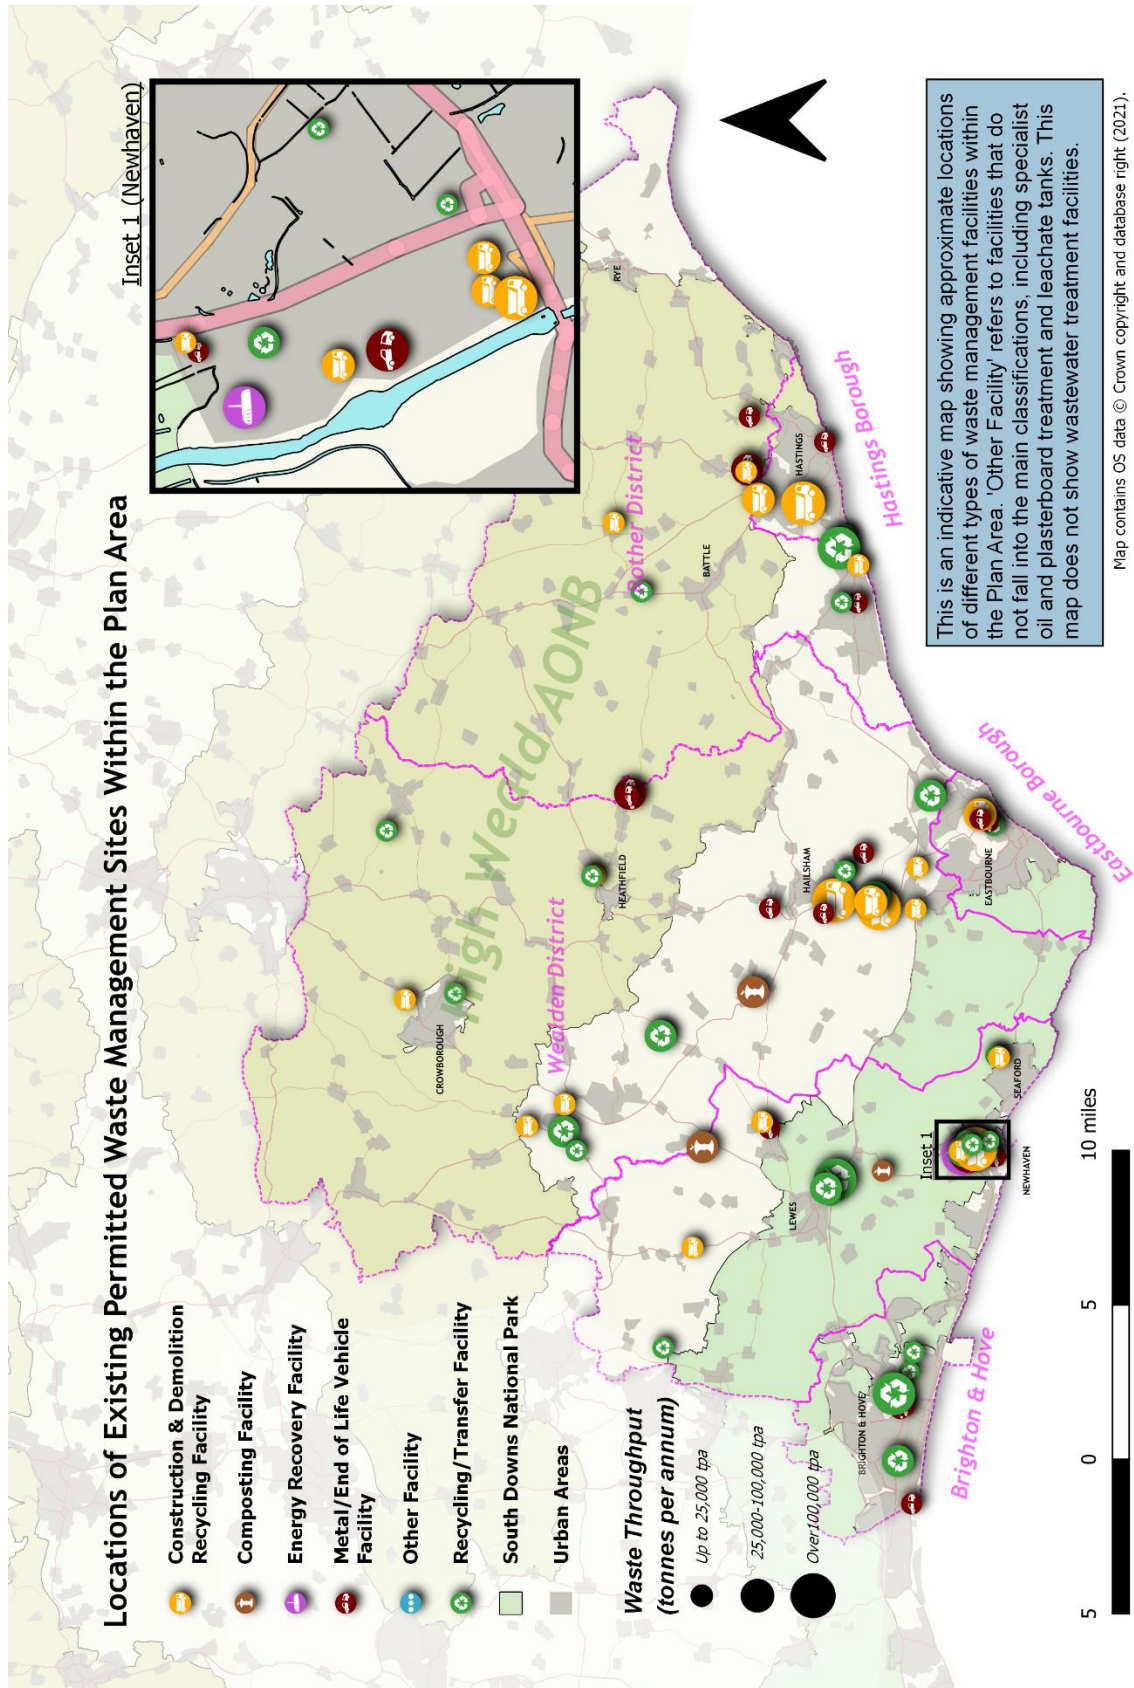 Locations of Existing Permitted Waste Management Sites Within the Plan Area
Inset 1 (Newhaven)
Construction & Demolition
Recycling Facility
Composting Facility
Energy Recovery Facility
Metal/End of Life Vehicle
Facility
Other Facility
Recycling/Transfer Facility
South Downs National Park
Urban Areas
Waste Throughput
(tonnes per annum)
Up to 25,000 tpa
25,000-100,000 tpa
Over100,000 tpa
High Weald AONB
Wealden District
Rother District
Hastings Borough
Eastbourne Borough
Brighton & Hove
CROWBOROUGH
HEATHFIELD
BATTLE
RYE
HASTINGS
HAILSHAM
EASTBOURNE
SEAFORD
LEWES
BRIGHTON & HOVE
Inset 1
NEWHAVEN
5
0
5
10 miles
This is an indicative map showing approximate locations
of different types of waste management facilities within
the Plan Area. 'Other Facility' refers to facilities that do
not fall into the main classifications, including specialist
oil and plasterboard treatment and leachate tanks. This
map does not show wastewater treatment facilities.
Map contains OS data © Crown copyright and database right (2021).